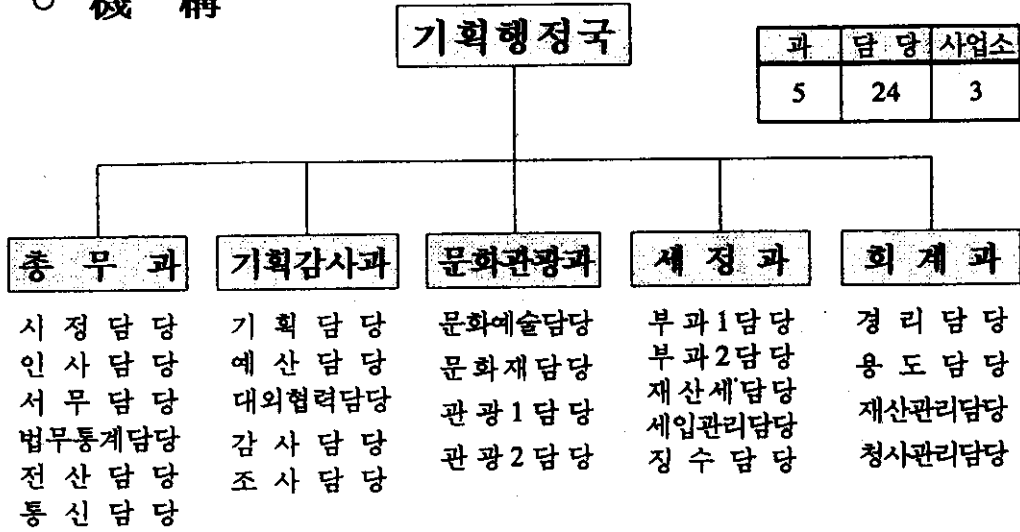 ○ 機 構
기획행정국
과 담 당 사업소
5 24 3
총 무 과
사 정 담 당
인 사 담 당
서 무 담 당
법무통계담당
전 산 담 당
통 신 담 당
기획감사과
기 획 담 당
예 산 담 당
대외협력담당
감 사 담 당
조 사 담 당
문화관광과
문화예술담당
문 화 재 담 당
관 광 1 담 당
관 광 2 담 당
세 정 과
부 과 1 담 당
부 과 2 담 당
재 산 세 담 당
세입관리담당
징 수 담 당
회 계 과
경 리 담 당
용 도 담 당
재산관리담당
청사관리담당